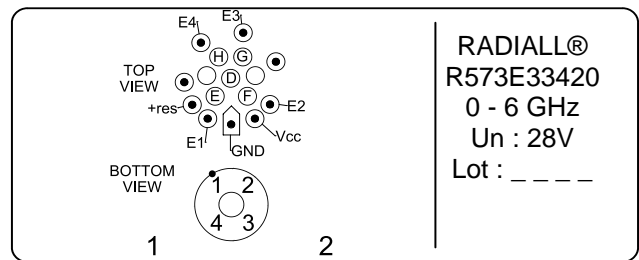 E4
E3
TOP
VIEW
H
G
D
E
F
+res
E2
E1
Vcc
GND
BOTTOM
VIEW
1 2
4 3
1
2
RADIALL®
R573E33420
0 - 6 GHz
Un : 28V
Lot : _ _ _ _